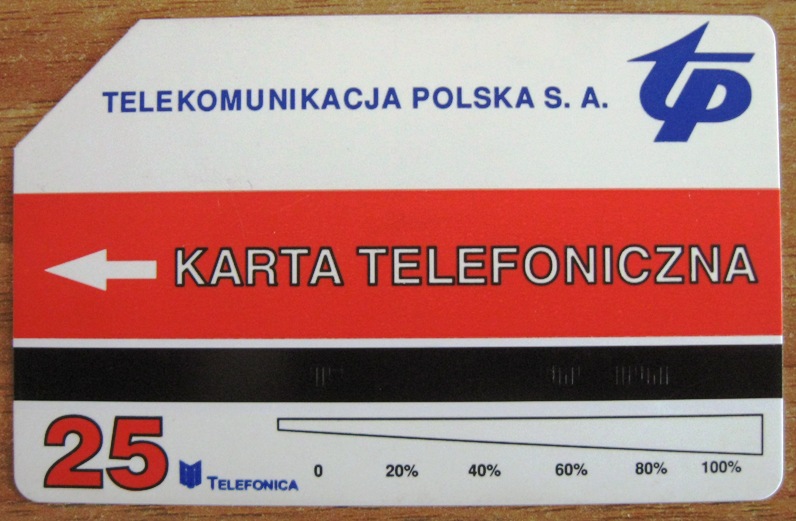 TELEKOMUNIKACJA POLSKA S. A.
TP
KARTA TELEFONICZNA
25
TELEFONICA
0 20% 40% 60% 80% 100%